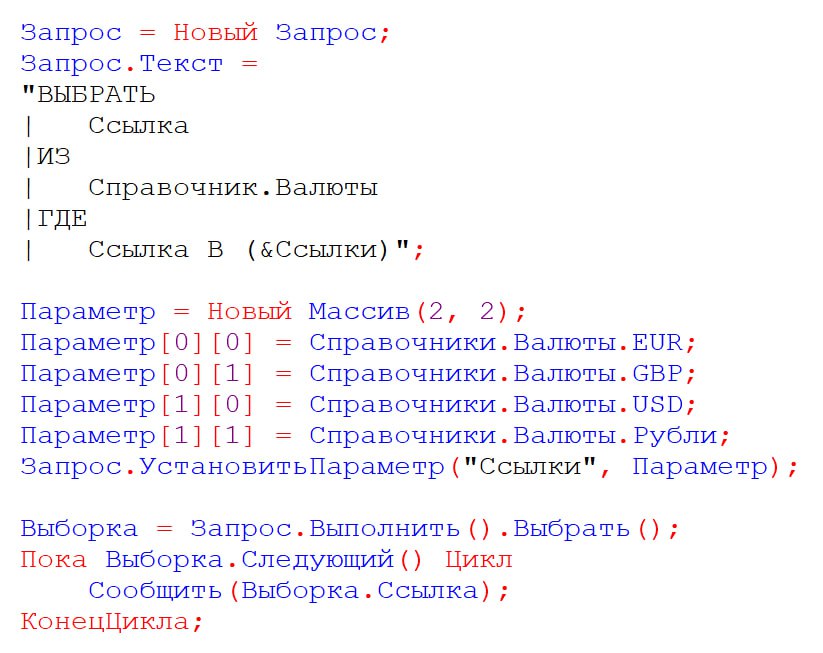 Запрос = Новый Запрос;
Запрос.Текст =
"ВЫБРАТЬ
|   Ссылка
|ИЗ
|   Справочник.Валюты
|ГДЕ
|   Ссылка В (&Ссылки)";

Параметр = Новый Массив(2, 2);
Параметр[0][0] = Справочники.Валюты.EUR;
Параметр[0][1] = Справочники.Валюты.GBP;
Параметр[1][0] = Справочники.Валюты.USD;
Параметр[1][1] = Справочники.Валюты.Рубли;
Запрос.УстановитьПараметр("Ссылки", Параметр);

Выборка = Запрос.Выполнить().Выбрать();
Пока Выборка.Следующий() Цикл
    Сообщить(Выборка.Ссылка);
КонецЦикла;